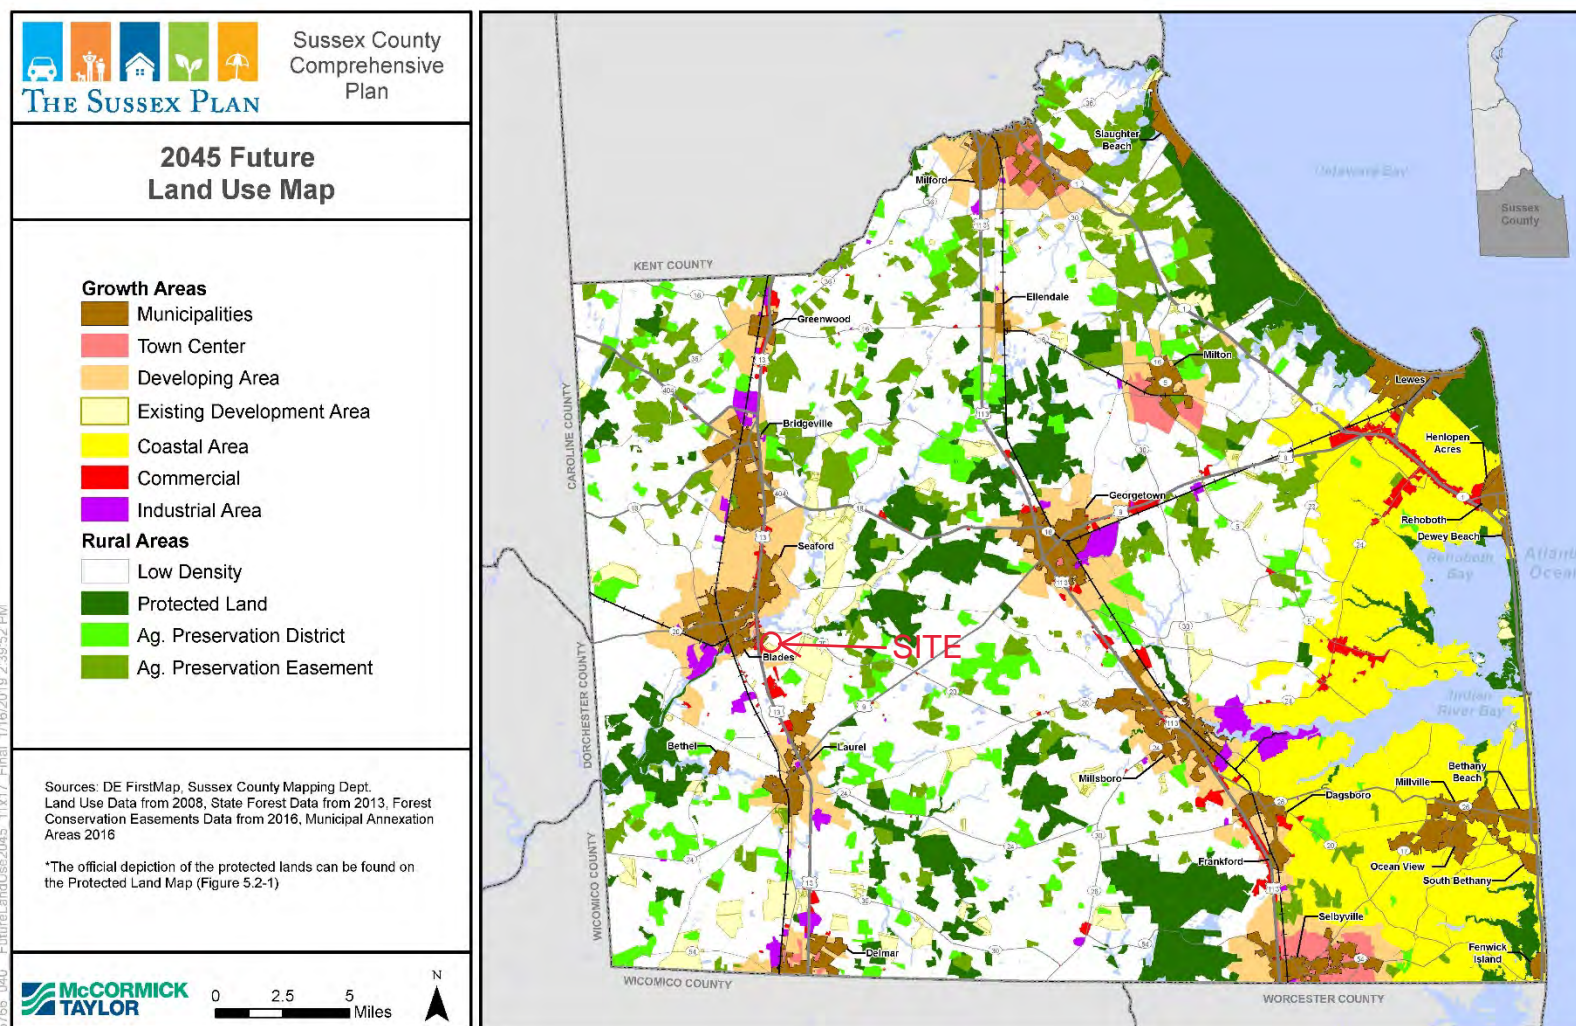 THE SUSSEX PLAN
Sussex County
Comprehensive
Plan
2045 Future
Land Use Map
Growth Areas
Municipalities
Town Center
Developing Area
Existing Development Area
Coastal Area
Commercial
Industrial Area
Rural Areas
Low Density
Protected Land
Ag. Preservation District
Ag. Preservation Easement
Sources: DE FirstMap, Sussex County Mapping Dept.
Land Use Data from 2008, State Forest Data from 2013, Forest
Conservation Easements Data from 2016, Municipal Annexation
Areas 2016
*The official depiction of the protected lands can be found on
the Protected Land Map (Figure 5.2-1)
McCORMICK
TAYLOR
0 2.5 5
Miles
N
Sussex
County
Delaware Bay
Slaughter
Beach
Milford
KENT COUNTY
Greenwood
Ellendale
Milton
Lewes
CAROLINE COUNTY
Bridgeville
Henlopen
Acres
Georgetown
Rehoboth
Dewey Beach
Seaford
Rehoboth
Bay
Atlantic
Ocean
SITE
Blades
DORCHESTER COUNTY
Indian
River Bay
Bethel
Laurel
Millsboro
Millville
Bethany
Beach
Dagsboro
Frankford
Ocean View
South Bethany
WICOMICO COUNTY
Selbyville
Delmar
Fenwick
Island
WICOMICO COUNTY
WORCESTER COUNTY